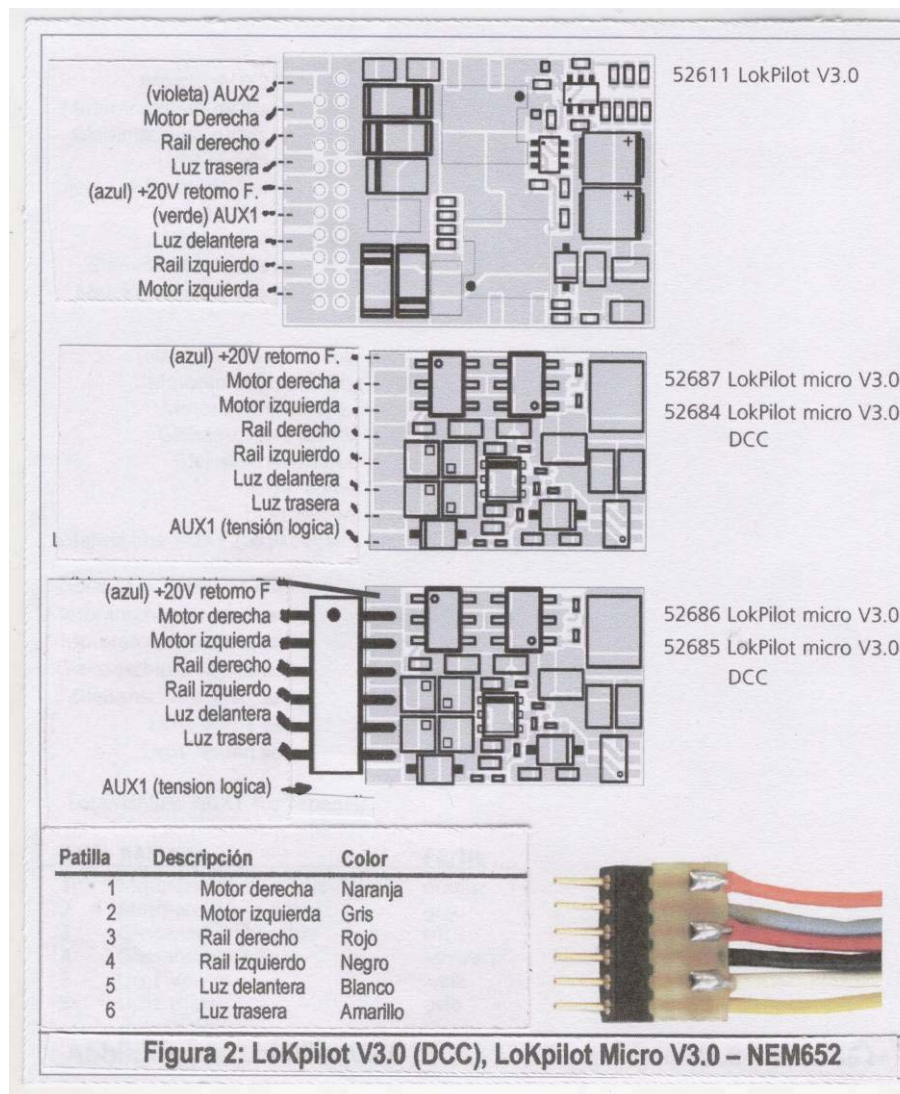 52611 LokPilot V3.0
(violeta) AUX2
Motor Derecha
Rail derecho
Luz trasera
(azul) +20V retorno F.
(verde) AUX1
Luz delantera
Rail izquierdo
Motor izquierda
(azul) +20V retorno F.
Motor derecha
Motor izquierda
Rail derecho
Rail izquierdo
Luz delantera
Luz trasera
AUX1 (tensión logica)
52687 LokPilot micro V3.0
52684 LokPilot micro V3.0
DCC
(azul) +20V retorno F
Motor derecha
Motor izquierda
Rail derecho
Rail izquierdo
Luz delantera
Luz trasera
AUX1 (tension logica)
52686 LokPilot micro V3.0
52685 LokPilot micro V3.0
DCC
Patilla Descripción Color
1 Motor derecha Naranja
2 Motor izquierda Gris
3 Rail derecho Rojo
4 Rail izquierdo Negro
5 Luz delantera Blanco
6 Luz trasera Amarillo
Figura 2: LoKpilot V3.0 (DCC), LoKpilot Micro V3.0 – NEM652